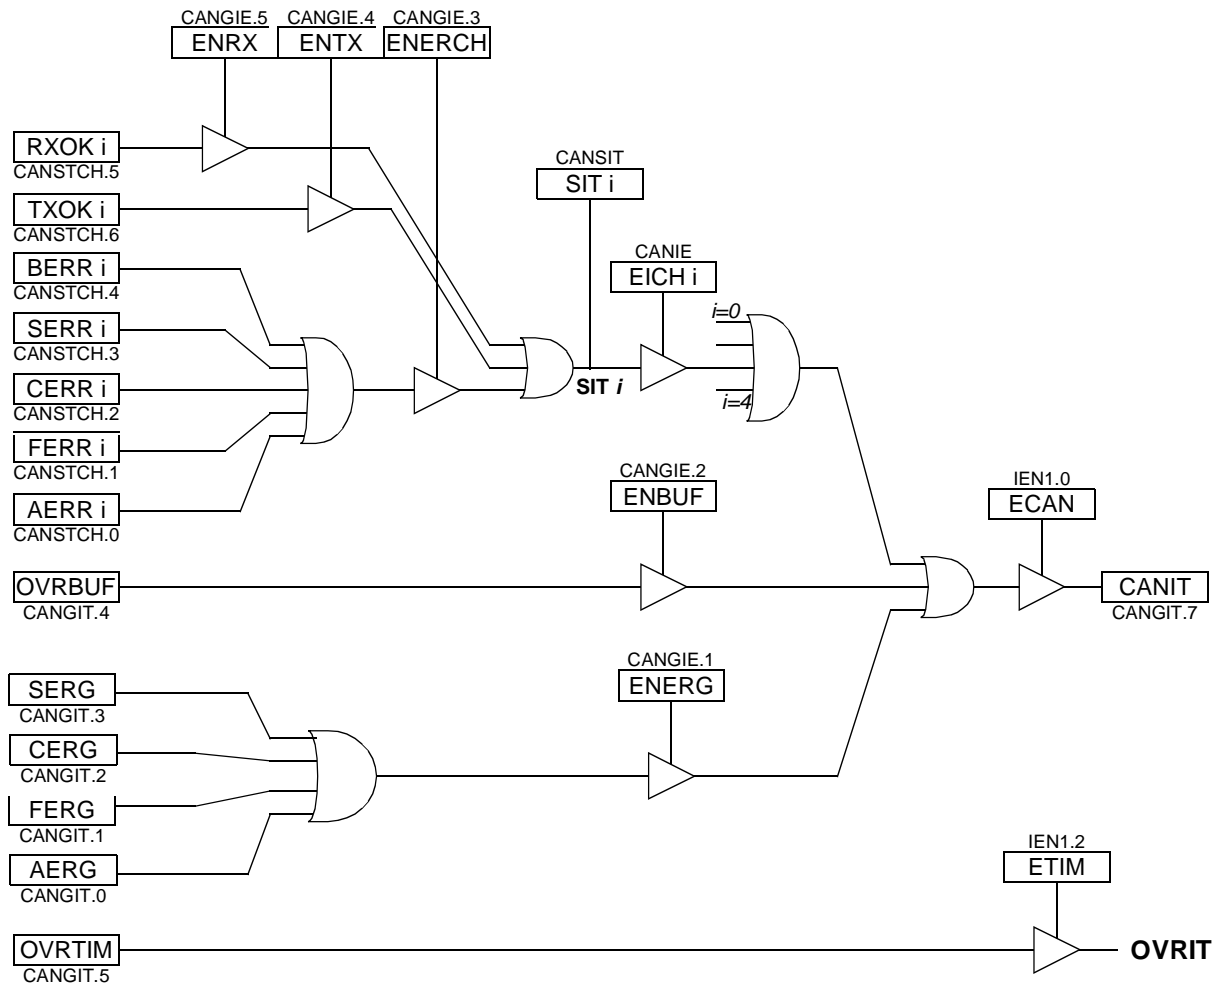 CANGIE.5 CANGIE.4 CANGIE.3
ENRX ENTX ENERCH
RXOK i
CANSTCH.5
TXOK i
CANSTCH.6
BERR i
CANSTCH.4
SERR i
CANSTCH.3
CERR i
CANSTCH.2
FERR i
CANSTCH.1
AERR i
CANSTCH.0
CANSIT
SIT i
SIT i
CANIE
EICH i
i=0
i=4
CANGIE.2
ENBUF
OVRBUF
CANGIT.4
IEN1.0
ECAN
CANIT
CANGIT.7
CANGIE.1
ENERG
SERG
CANGIT.3
CERG
CANGIT.2
FERG
CANGIT.1
AERG
CANGIT.0
IEN1.2
ETIM
OVRTIM
CANGIT.5
OVRIT